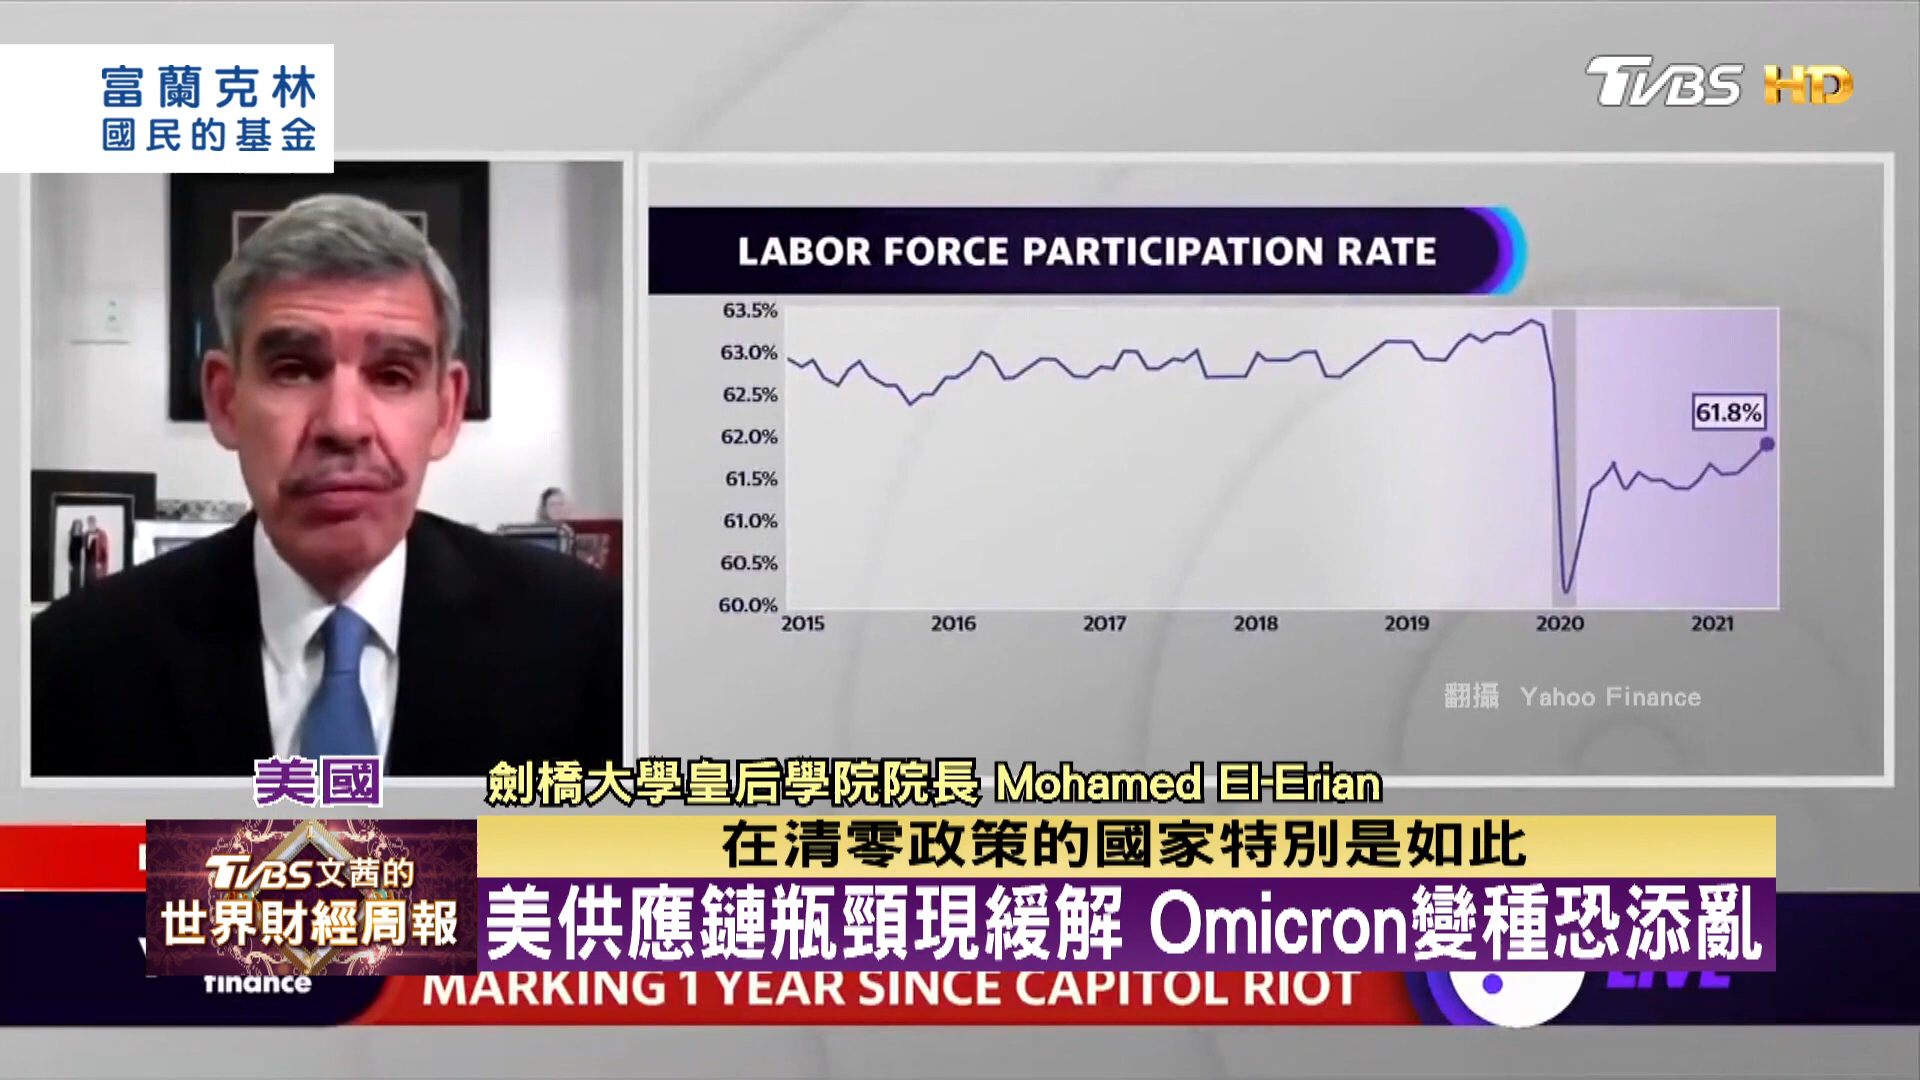 富蘭克林
國民的基金
TVBS HD
LABOR FORCE PARTICIPATION RATE
63.5%
63.0%
62.5%
62.0%
61.5%
61.0%
60.5%
60.0%
61.8%
2015 2016 2017 2018 2019 2020 2021
翻攝 Yahoo Finance
美國
劍橋大學皇后學院院長 Mohamed El-Erian
在清零政策的國家特別是如此
TVBS文茜的
世界財經周報
美供應鏈瓶頸現緩解 Omicron變種恐添亂
finance
MARKING 1 YEAR SINCE CAPITOL RIOT
LIVE